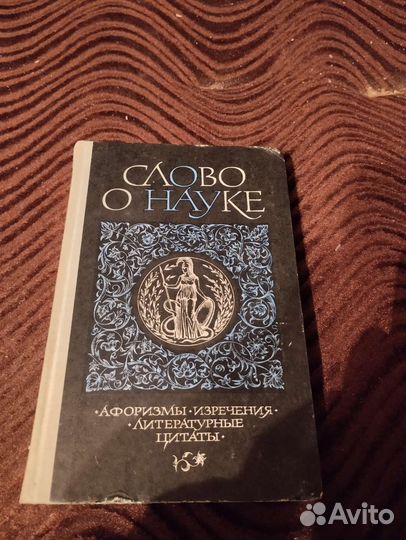 СЛОВО
О НАУКЕ
• АФОРИЗМЫ • ИЗРЕЧЕНИЯ •
• ЛИТЕРАТУРНЫЕ
ЦИТАТЫ •
Avito